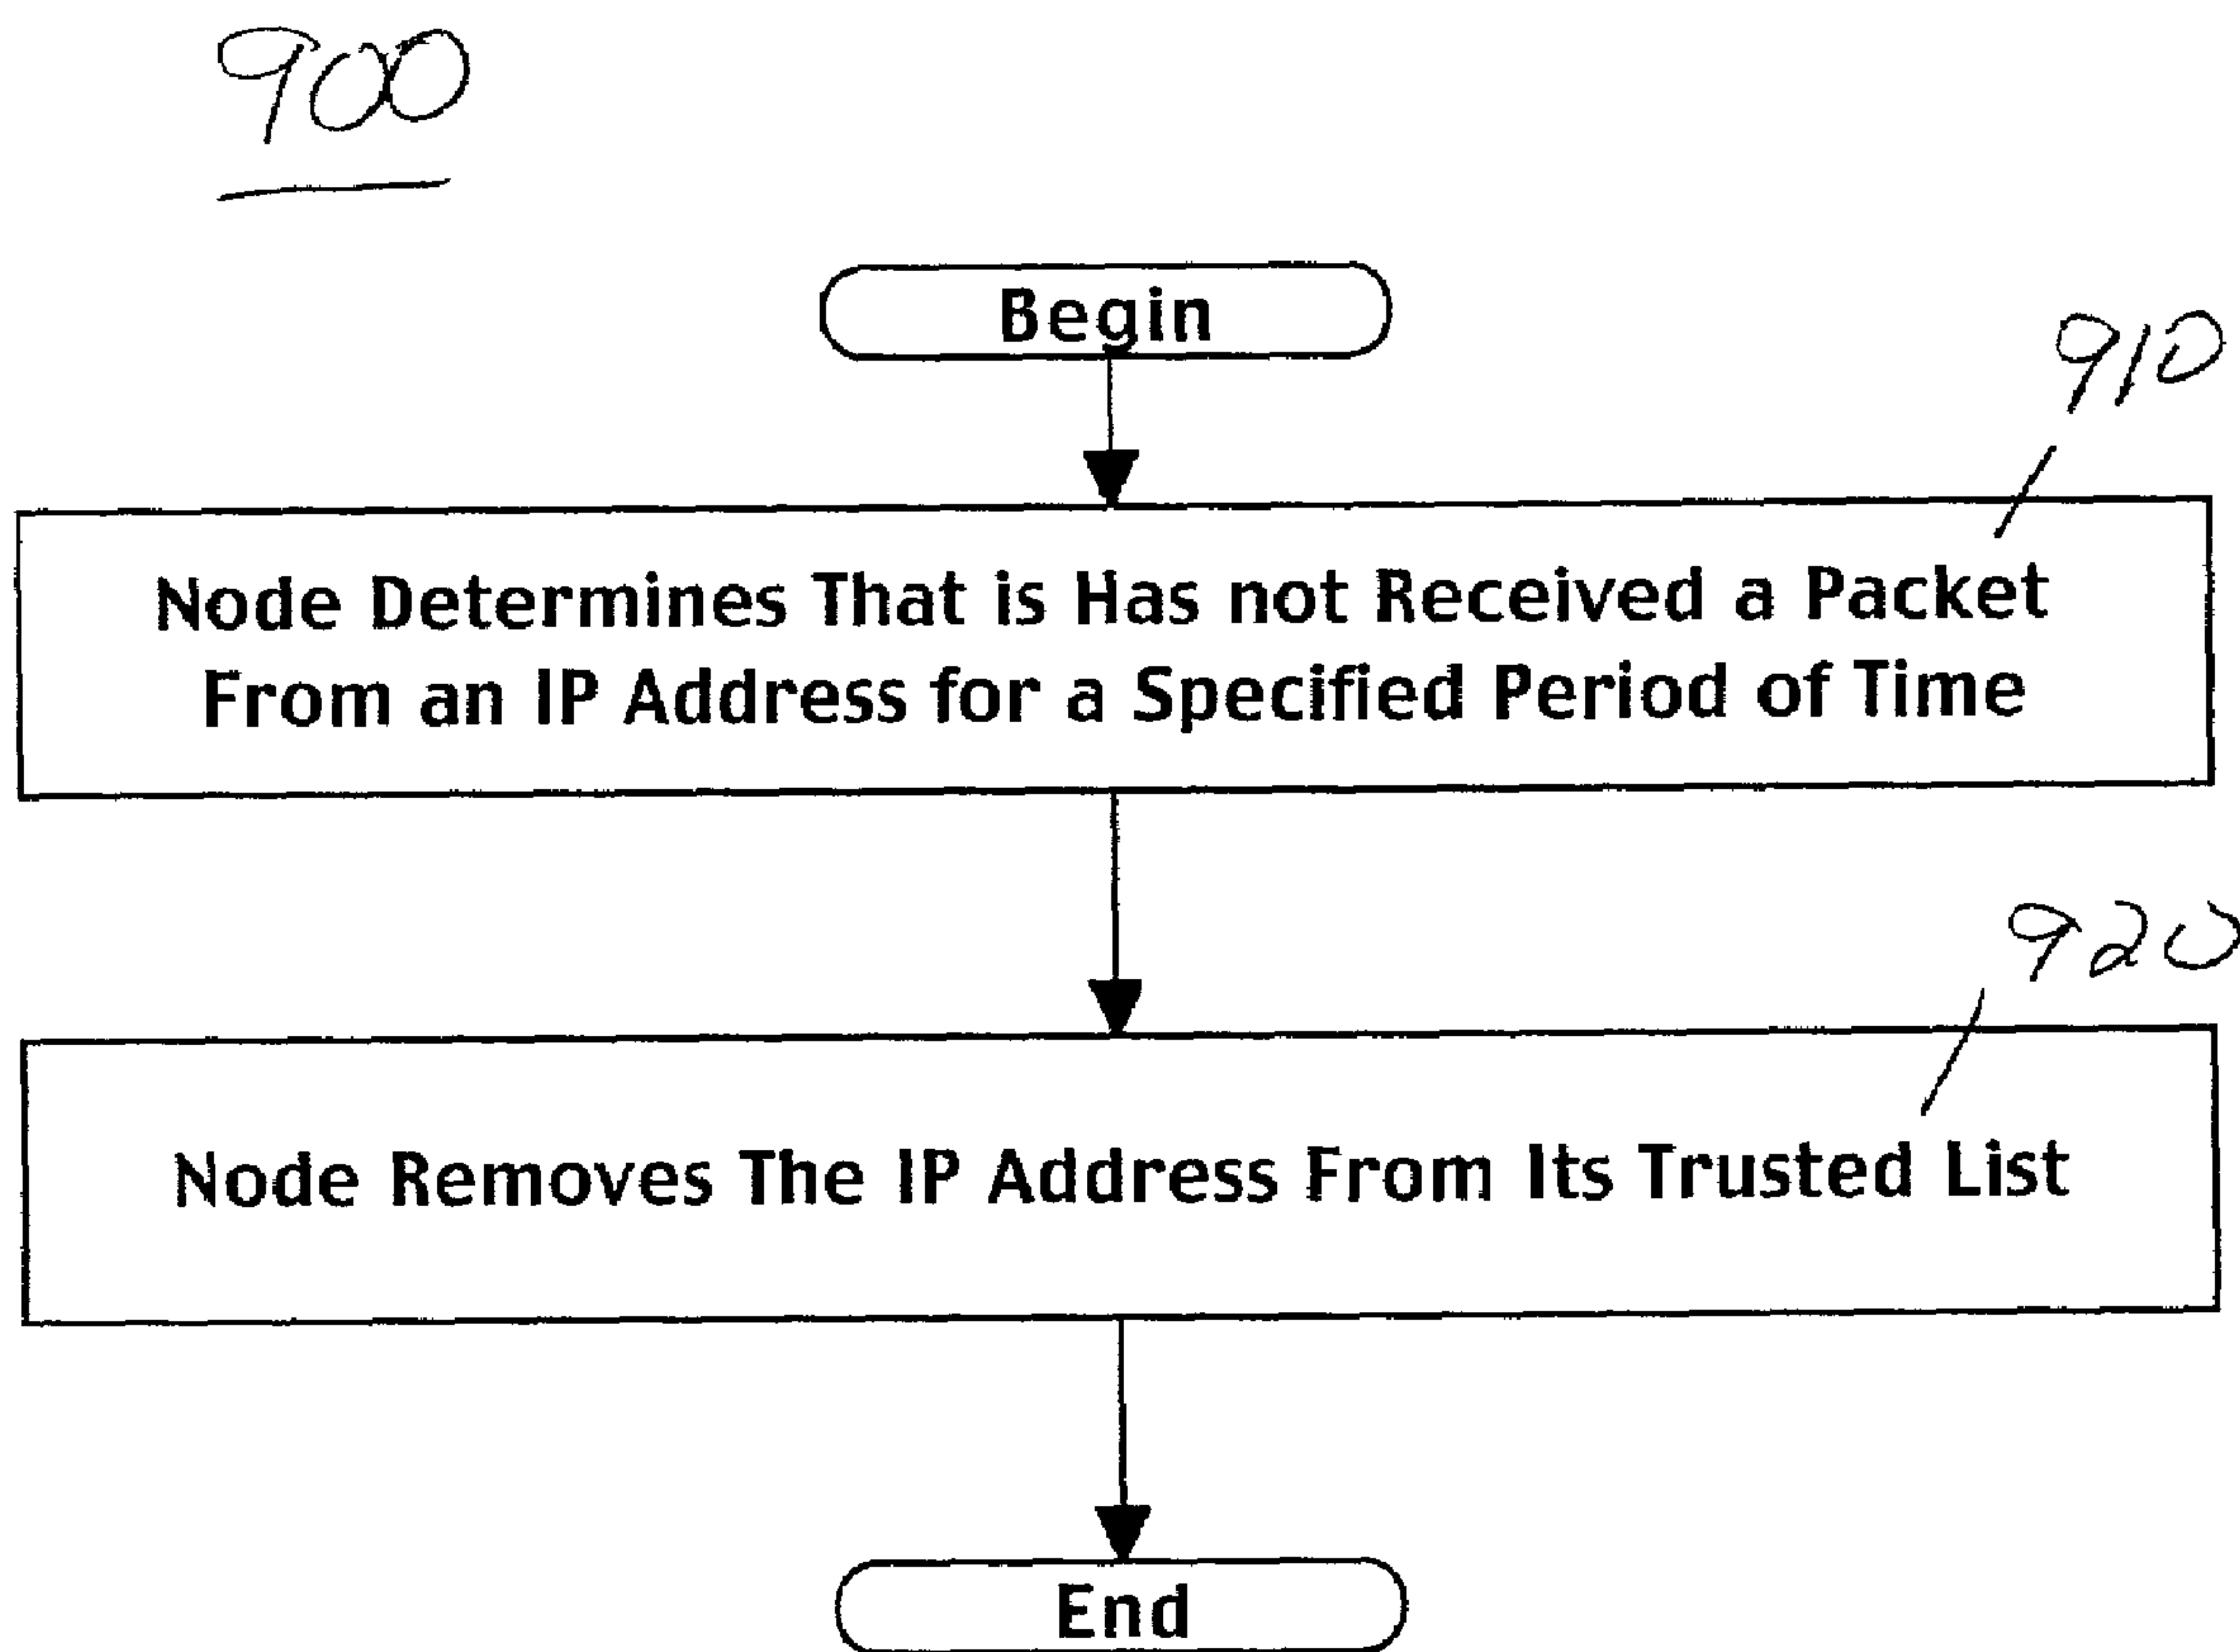 900
Begin
910
Node Determines That is Has not Received a Packet
From an IP Address for a Specified Period of Time
920
Node Removes The IP Address From Its Trusted List
End